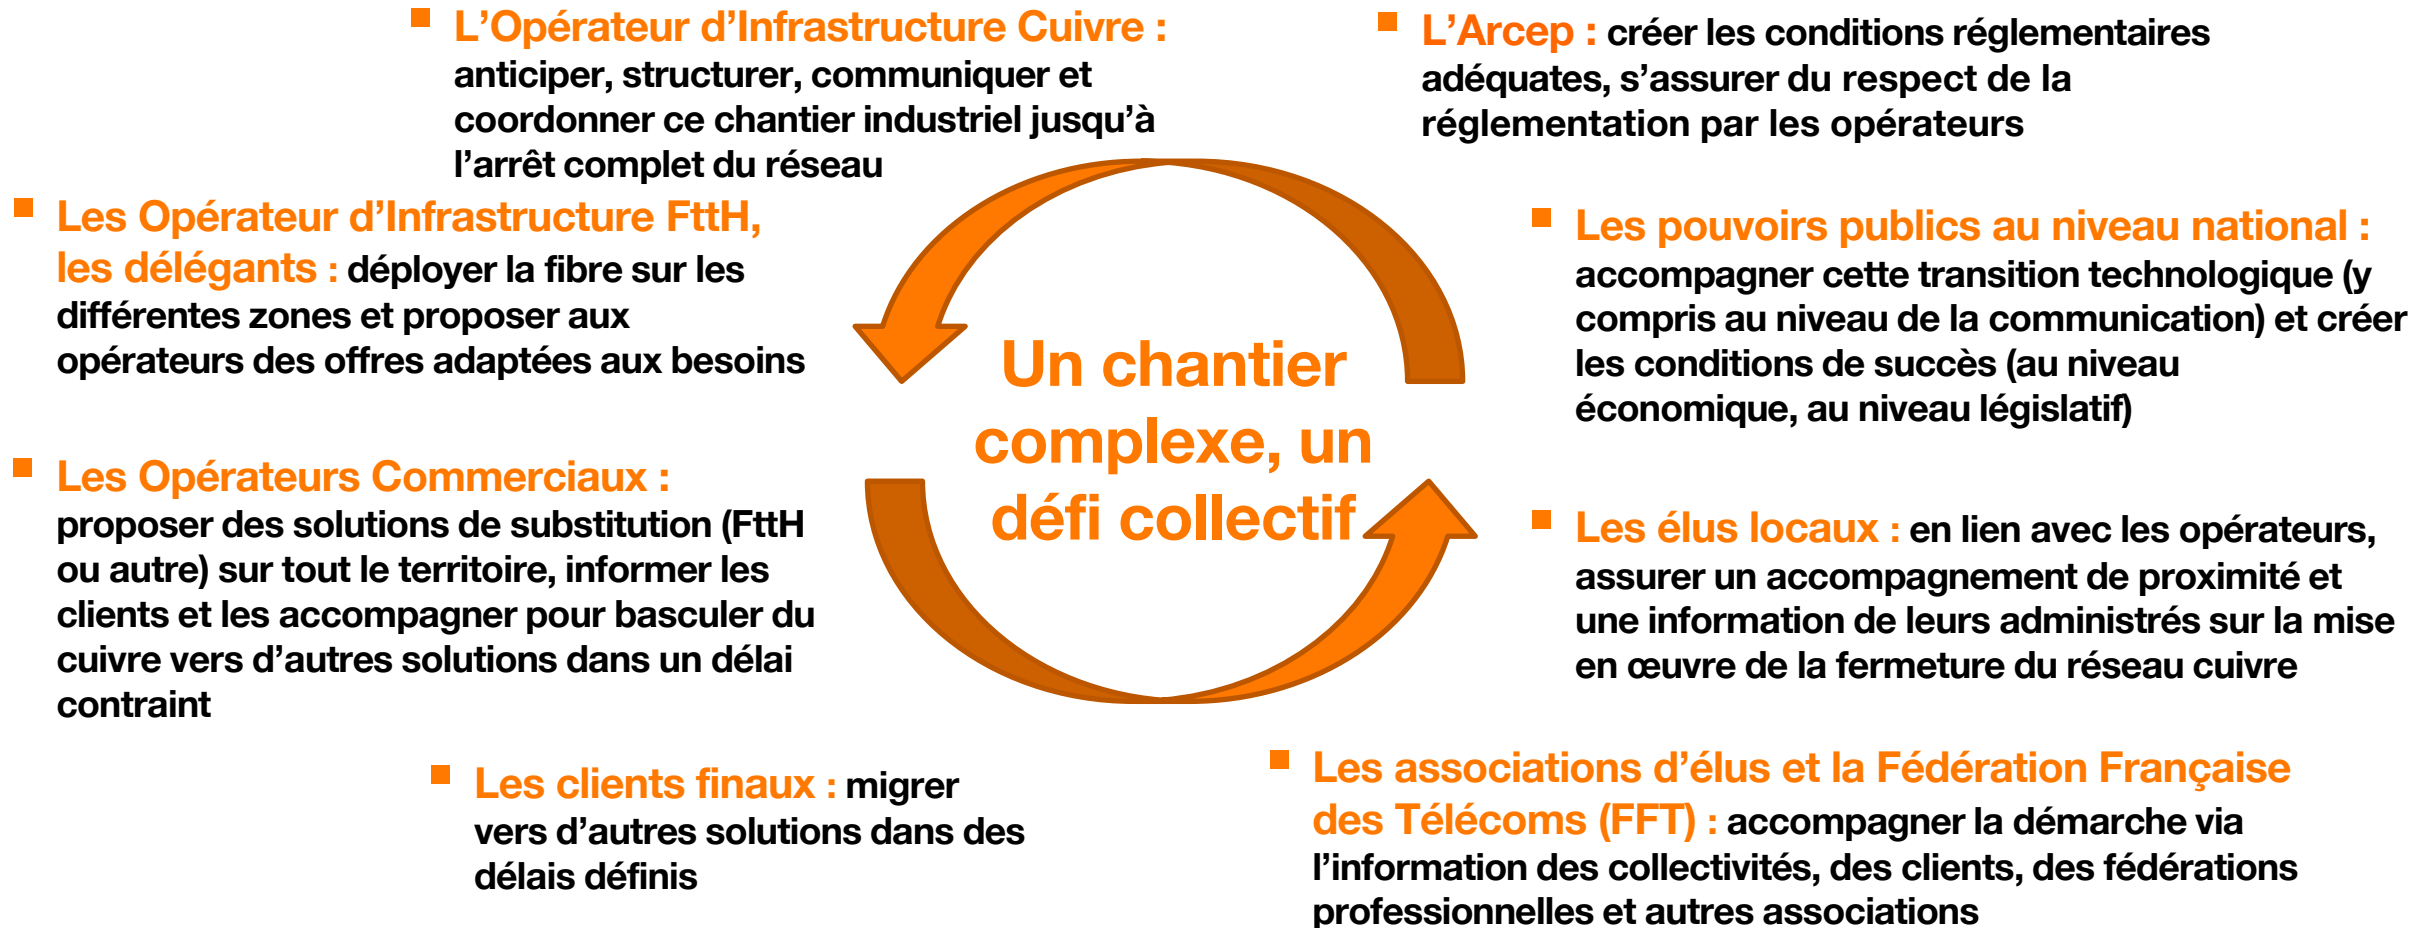 L’Opérateur d’Infrastructure Cuivre :
anticiper, structurer, communiquer et
coordonner ce chantier industriel jusqu’à
l’arrêt complet du réseau
L’Arcep : créer les conditions réglementaires
adéquates, s’assurer du respect de la
réglementation par les opérateurs
Les Opérateur d’Infrastructure FttH,
les délégants : déployer la fibre sur les
différentes zones et proposer aux
opérateurs des offres adaptées aux besoins
Les pouvoirs publics au niveau national :
accompagner cette transition technologique (y
compris au niveau de la communication) et créer
les conditions de succès (au niveau
économique, au niveau législatif)
Un chantier
complexe, un
défi collectif
Les Opérateurs Commerciaux :
proposer des solutions de substitution (FttH
ou autre) sur tout le territoire, informer les
clients et les accompagner pour basculer du
cuivre vers d’autres solutions dans un délai
contraint
Les élus locaux : en lien avec les opérateurs,
assurer un accompagnement de proximité et
une information de leurs administrés sur la mise
en œuvre de la fermeture du réseau cuivre
Les clients finaux : migrer
vers d’autres solutions dans des
délais définis
Les associations d’élus et la Fédération Française
des Télécoms (FFT) : accompagner la démarche via
l’information des collectivités, des clients, des fédérations
professionnelles et autres associations